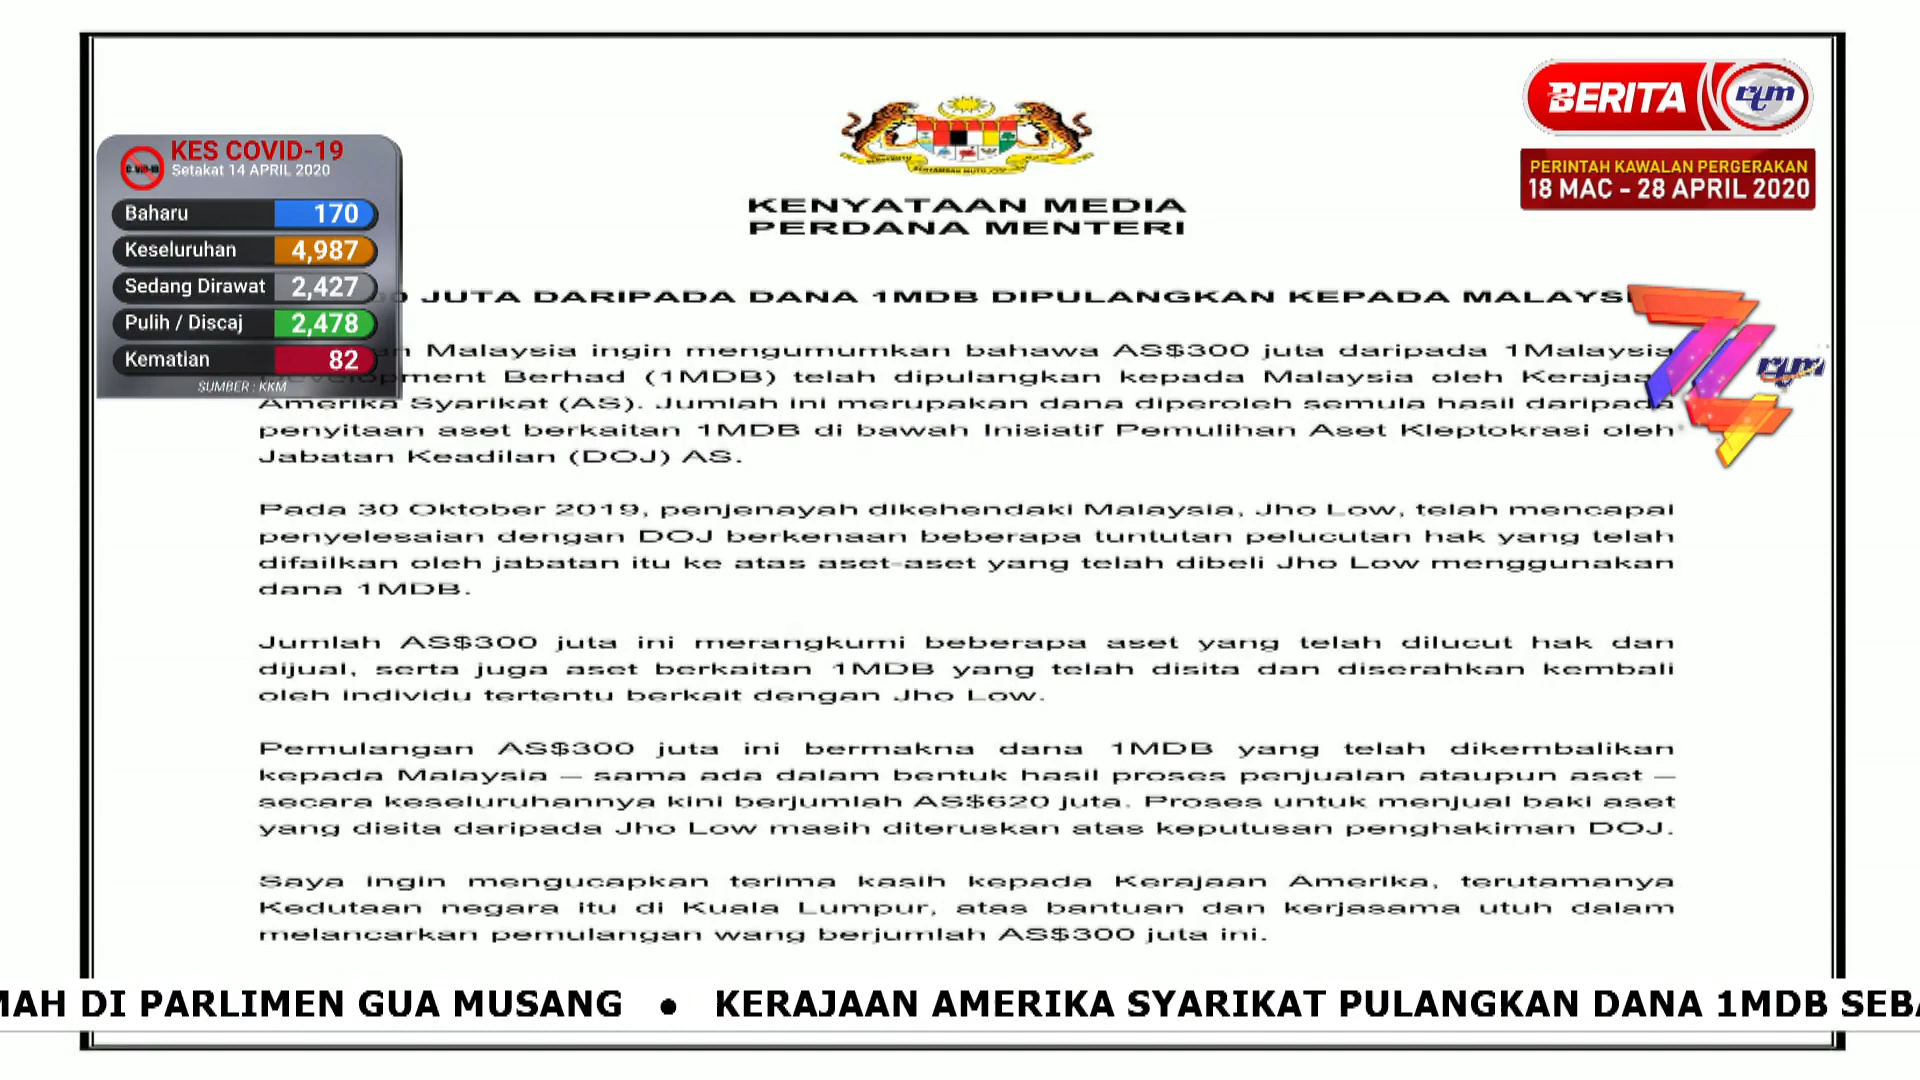 BERITA rtm
PERINTAH KAWALAN PERGERAKAN
18 MAC - 28 APRIL 2020
KES COVID-19
Setakat 14 APRIL 2020
Baharu 170
Keseluruhan 4,987
Sedang Dirawat 2,427
Pulih / Discaj 2,478
Kematian 82
SUMBER : KKM
KENYATAAN MEDIA
PERDANA MENTERI
JUTA DARIPADA DANA 1MDB DIPULANGKAN KEPADA
Malaysia ingin mengumumkan bahawa AS$300 juta daripada 1Malaysia
Berhad (1MDB) telah dipulangkan kepada Malaysia oleh
Amerika Syarikat (AS). Jumlah ini merupakan dana diperoleh semula hasil daripada
penyitaan aset berkaitan 1MDB di bawah Inisiatif Pemulihan Aset Kleptokrasi oleh
Jabatan Keadilan (DOJ) AS.
Pada 30 Oktober 2019, penjenayah dikehendaki Malaysia, Jho Low, telah mencapai
penyelesaian dengan DOJ berkenaan beberapa tuntutan pelucutan hak yang telah
difailkan oleh jabatan itu ke atas aset-aset yang telah dibeli Jho Low menggunakan
dana 1MDB.
Jumlah AS$300 juta ini merangkumi beberapa aset yang telah dilucut hak dan
dijual, serta juga aset berkaitan 1MDB yang telah disita dan diserahkan kembali
oleh individu tertentu berkait dengan Jho Low.
Pemulangan AS$300 juta ini bermakna dana 1MDB yang telah dikembalikan
kepada Malaysia – sama ada dalam bentuk hasil proses penjualan ataupun aset –
secara keseluruhannya kini berjumlah AS$620 juta. Proses untuk menjual baki aset
yang disita daripada Jho Low masih diteruskan atas keputusan penghakiman DOJ.
Saya ingin mengucapkan terima kasih kepada Kerajaan Amerika, terutamanya
Kedutaan negara itu di Kuala Lumpur, atas bantuan dan kerjasama utuh dalam
melancarkan pemulangan wang berjumlah AS$300 juta ini.
rtm
MAH DI PARLIMEN GUA MUSANG • KERAJAAN AMERIKA SYARIKAT PULANGKAN DANA 1MDB SEBA